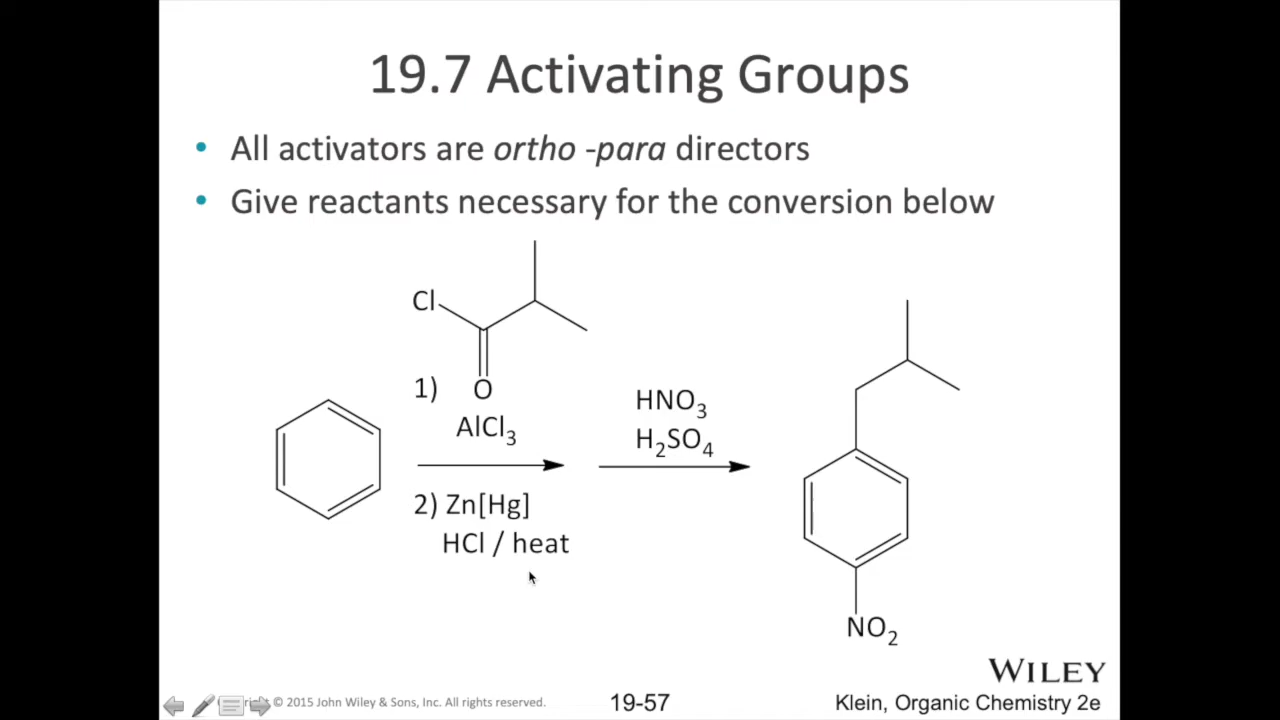 19.7 Activating Groups
• All activators are ortho -para directors
• Give reactants necessary for the conversion below
Cl
1) O
AlCl₃
2) Zn[Hg]
HCl / heat
HNO₃
H₂SO₄
NO₂
WILEY
© 2015 John Wiley & Sons, Inc. All rights reserved.
19-57
Klein, Organic Chemistry 2e